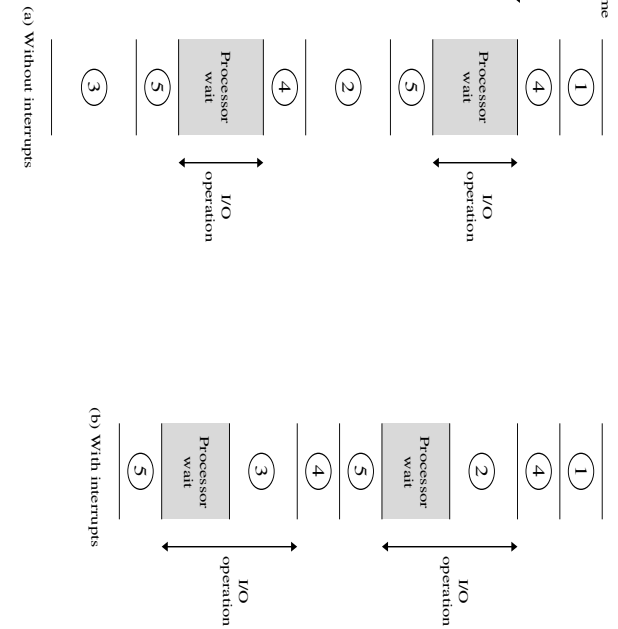 me
1
4
Processor
wait
I/O
operation
5
2
4
Processor
wait
I/O
operation
5
3
(a) Without interrupts
1
4
2
I/O
operation
Processor
wait
5
4
3
I/O
operation
Processor
wait
5
(b) With interrupts